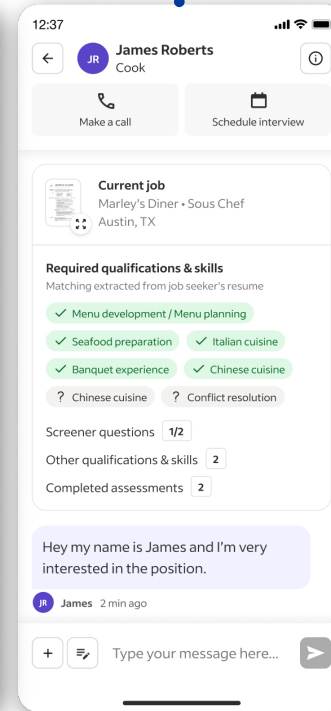 12:37
JR
James Roberts
Cook
Make a call
Schedule interview
Current job
Marley's Diner • Sous Chef
Austin, TX
Required qualifications & skills
Matching extracted from job seeker's resume
Menu development / Menu planning
Seafood preparation
Italian cuisine
Banquet experience
Chinese cuisine
? Chinese cuisine
? Conflict resolution
Screener questions 1/2
Other qualifications & skills 2
Completed assessments 2
Hey my name is James and I'm very
interested in the position.
JR James 2 min ago
Type your message here...